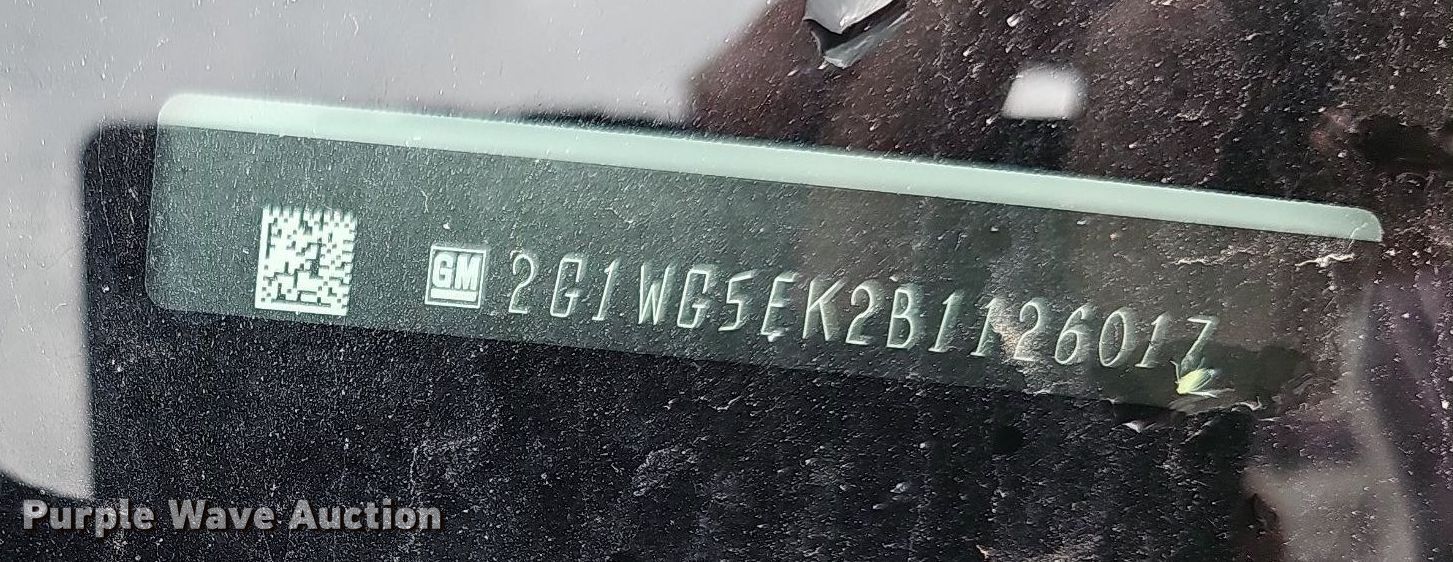 GM 2G1WG5EK2B1126017
Purple Wave Auction